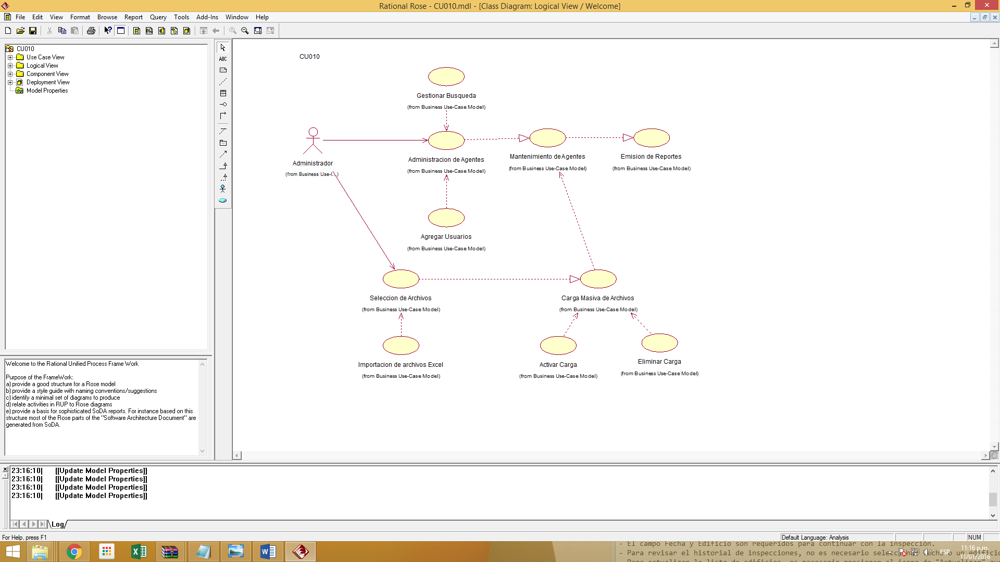 Rational Rose - CU010.mdl - [Class Diagram: Logical View / Welcome]
File Edit View Format Browse Report Query Tools Add-Ins Window Help
CU010
Use Case View
Logical View
Component View
Deployment View
Model Properties
Welcome to the Rational Unified Process Frame Work
Purpose of the FrameWork:
a) provide a good structure for a Rose model
b) provide a style guide with naming conventions/suggestions
c) identify a minimal set of diagrams to produce
d) relate activities in RUP to Rose diagrams
e) provide a basis for sophisticated SoDA reports. For instance based on this
structure most of the Rose parts of the "Software Architecture Document" are
generated from SoDA.
ABC
CU010
Gestionar Busqueda
(from Business Use-Case Model)
Administrador
(from Business Use-C...)
Administracion de Agentes
(from Business Use-Case Model)
Mantenimiento de Agentes
(from Business Use-Case Model)
Emision de Reportes
(from Business Use-Case Model)
Agregar Usuarios
(from Business Use-Case Model)
Seleccion de Archivos
(from Business Use-Case Model)
Carga Masiva de Archivos
(from Business Use-Case Model)
Importacion de archivos Excel
(from Business Use-Case Model)
Activar Carga
(from Business Use-Case Model)
Eliminar Carga
(from Business Use-Case Model)
23:16:10| [[Update Model Properties]]
23:16:10| [[Update Model Properties]]
23:16:10| [[Update Model Properties]]
23:16:10| [[Update Model Properties]]
Log
For Help, press F1
Default Language: Analysis
NUM
- El campo Fecha y Edificio son requeridos para continuar con la inspección.
- Para revisar el historial de inspecciones, no es necesario
ESP
11:16 p.m.
11/01/2016